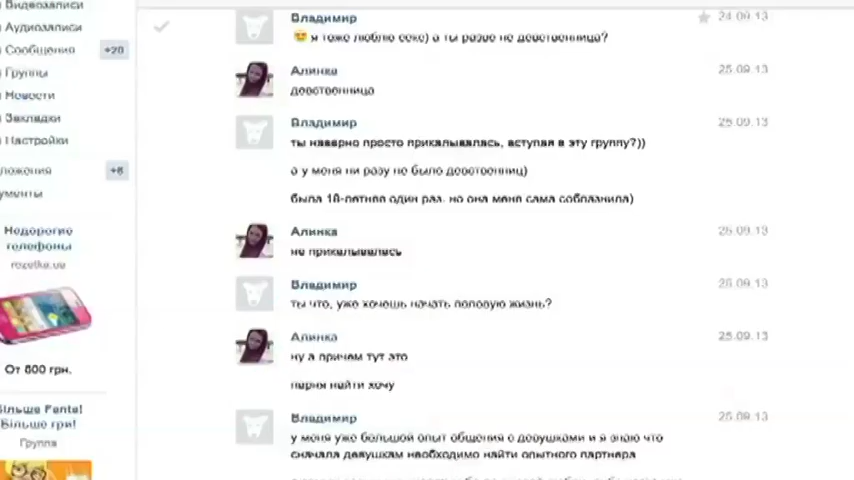 Видеозаписи
Аудиозаписи
Сообщения +20
Группы
Новости
Закладки
Настройки
ложения +6
ументы
Недорогие
телефоны
rozetka.ua
От 800 грн.
Більше Fanta!
Більше гри!
Группа
Владимир 24.09.13
я тоже люблю секс) а ты разве не девственница?
Алинка 25.09.13
девственница
Владимир 25.09.13
ты наверно просто прикалывалась, вступая в эту группу?))
а у меня ни разу не было девственниц)
была 18-летняя один раз, но она меня сама соблазнила)
Алинка 25.09.13
не прикалывалась
Владимир 25.09.13
ты что, уже хочешь начать половую жизнь?
Алинка 25.09.13
ну а причем тут это
парня найти хочу
Владимир 25.09.13
у меня уже большой опыт общения с девушками и я знаю что
сначала девушкам необходимо найти опытного партнера